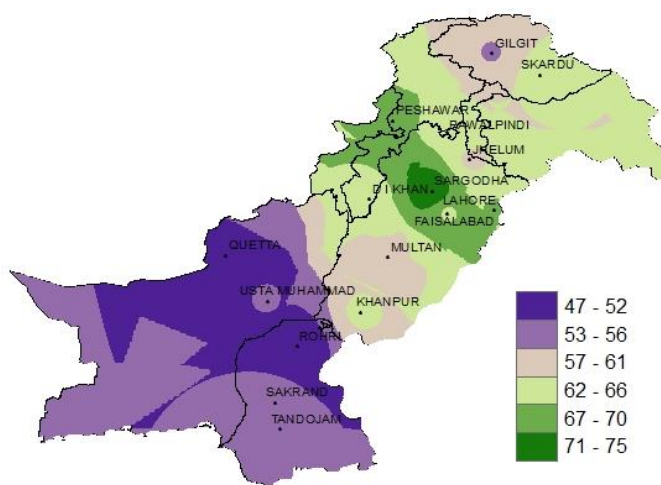 GILGIT
SKARDU
PESHAWAR
RAWALPINDI
JHELUM
D I KHAN
SARGODHA
LAHORE
FAISALABAD
QUETTA
MULTAN
USTA MUHAMMAD
KHANPUR
ROHRI
SAKRAND
TANDOJAM
47 - 52
53 - 56
57 - 61
62 - 66
67 - 70
71 - 75